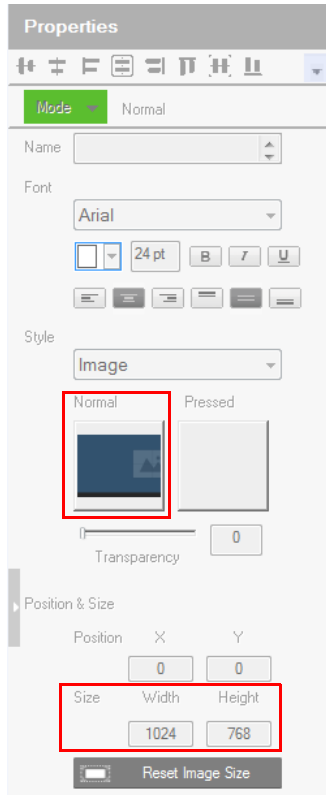 Properties
Mode Normal
Name
Font
Arial
24 pt B I U
Style
Image
Normal Pressed
0
Transparency
Position & Size
Position X Y
0 0
Size Width Height
1024 768
Reset Image Size